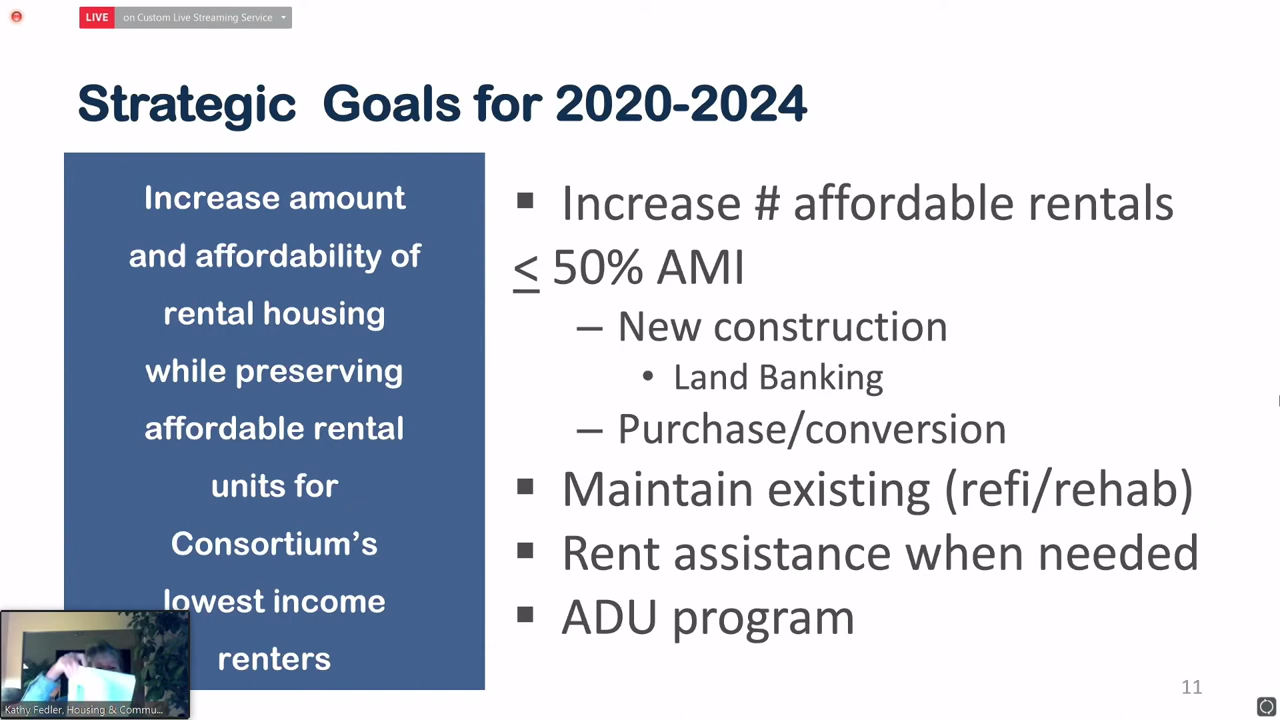 LIVE on Custom Live Streaming Service
Strategic Goals for 2020-2024
Increase amount
and affordability of
rental housing
while preserving
affordable rental
units for
Consortium's
lowest income
renters
▪ Increase # affordable rentals
≤ 50% AMI
– New construction
• Land Banking
– Purchase/conversion
▪ Maintain existing (refi/rehab)
▪ Rent assistance when needed
▪ ADU program
Kathy Fedler, Housing & Commu...
11